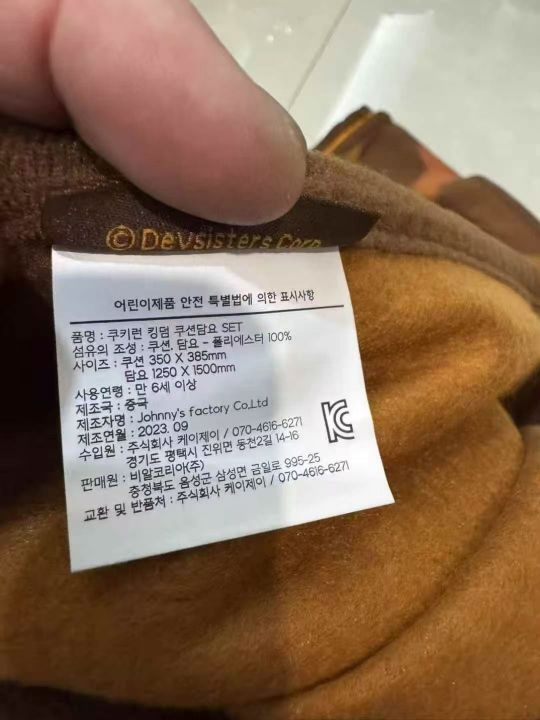 © Devsisters Corp
어린이제품 안전 특별법에 의한 표시사항
품명 : 쿠키런 킹덤 쿠션담요 SET
섬유의 조성 : 쿠션, 담요 - 폴리에스터 100%
사이즈 : 쿠션 350 X 385mm
담요 1250 X 1500mm
사용연령 : 만 6세 이상
제조국 : 중국
제조자명 : Johnny's factory Co.,Ltd
제조연월 : 2023. 09
수입원 : 주식회사 케이제이 / 070-4616-6271
경기도 평택시 진위면 동천2길 14-16
판매원 : 비알코리아(주)
충청북도 음성군 삼성면 금일로 995-25
교환 및 반품처 : 주식회사 케이제이 / 070-4616-6271
KC